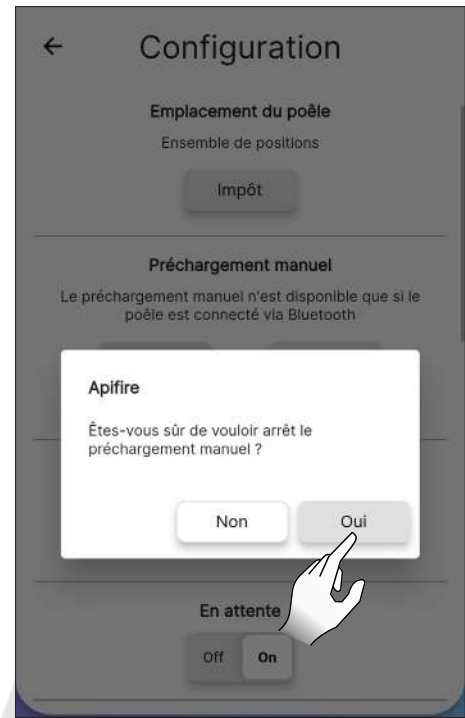 Configuration
Emplacement du poêle
Ensemble de positions
Impôt
Préchargement manuel
Le préchargement manuel n'est disponible que si le
poêle est connecté via Bluetooth
Apifire
Êtes-vous sûr de vouloir arrêt le
préchargement manuel ?
Non Oui
En attente
Off On